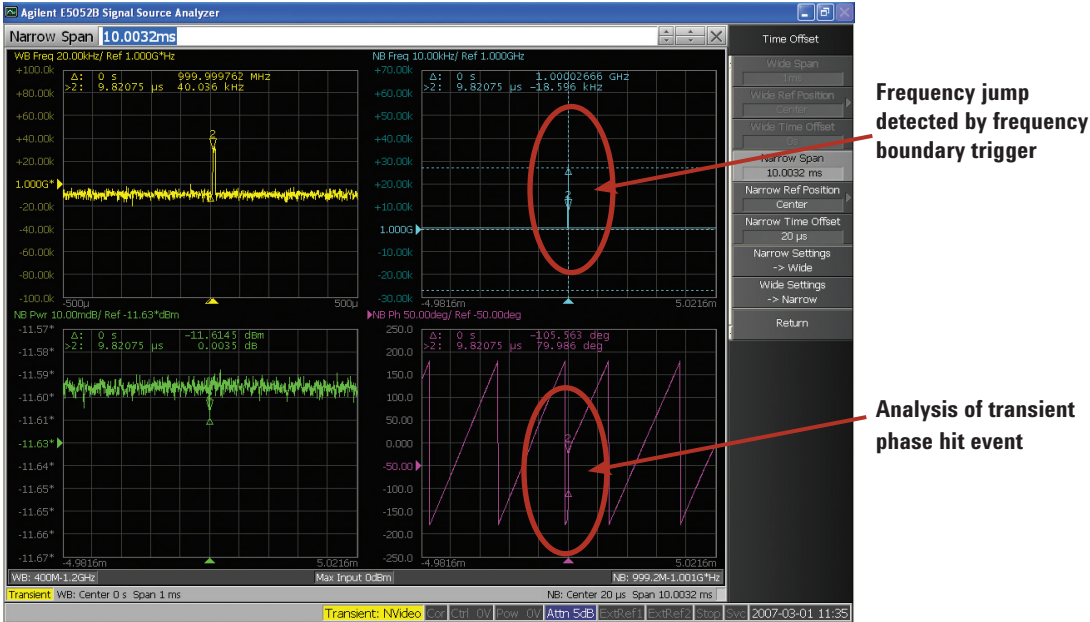 Agilent E5052B Signal Source Analyzer
Narrow Span 10.0032ms
WB Freq 20.00kHz/ Ref 1.000G*Hz
+100.0k
+80.00k
+60.00k
+40.00k
+20.00k
1.000G*
-20.00k
-40.00k
-60.00k
-80.00k
-100.0k
Δ: 0 s 999.999762 MHz
>2: 9.82075 µs 40.036 kHz
2
-500µ 500µ
NB Freq 10.00kHz/ Ref 1.000GHz
+70.00k
+60.00k
+50.00k
+40.00k
+30.00k
+20.00k
+10.00k
1.000G
-10.00k
-20.00k
-30.00k
Δ: 0 s 1.00002666 GHz
>2: 9.82075 µs -18.596 kHz
2
-4.9816m 5.0216m
NB Pwr 10.00mdB/ Ref -11.63*dBm
-11.57*
-11.58*
-11.59*
-11.60*
-11.61*
-11.63*
-11.64*
-11.65*
-11.66*
-11.67*
Δ: 0 s -11.6145 dBm
>2: 9.82075 µs 0.0035 dB
-4.9816m 5.0216m
NB Ph 50.00deg/ Ref -50.00deg
250.0
200.0
150.0
100.0
50.00
0.000
-50.00
-100.0
-150.0
-200.0
-250.0
Δ: 0 s -105.563 deg
>2: 9.82075 µs 79.986 deg
2
-4.9816m 5.0216m
WB: 400M-1.2GHz Max Input 0dBm NB: 999.2M-1.001G*Hz
Transient WB: Center 0 s Span 1 ms NB: Center 20 µs Span 10.0032 ms
Transient: NVideo Cor Ctrl 0V Pow 0V Attn 5dB ExtRef1 ExtRef2 Stop Svc 2007-03-01 11:35
Time Offset
Wide Span
1ms
Wide Ref Position
Center
Wide Time Offset
0s
Narrow Span
10.0032 ms
Narrow Ref Position
Center
Narrow Time Offset
20 µs
Narrow Settings
-> Wide
Wide Settings
-> Narrow
Return
Frequency jump
detected by frequency
boundary trigger
Analysis of transient
phase hit event